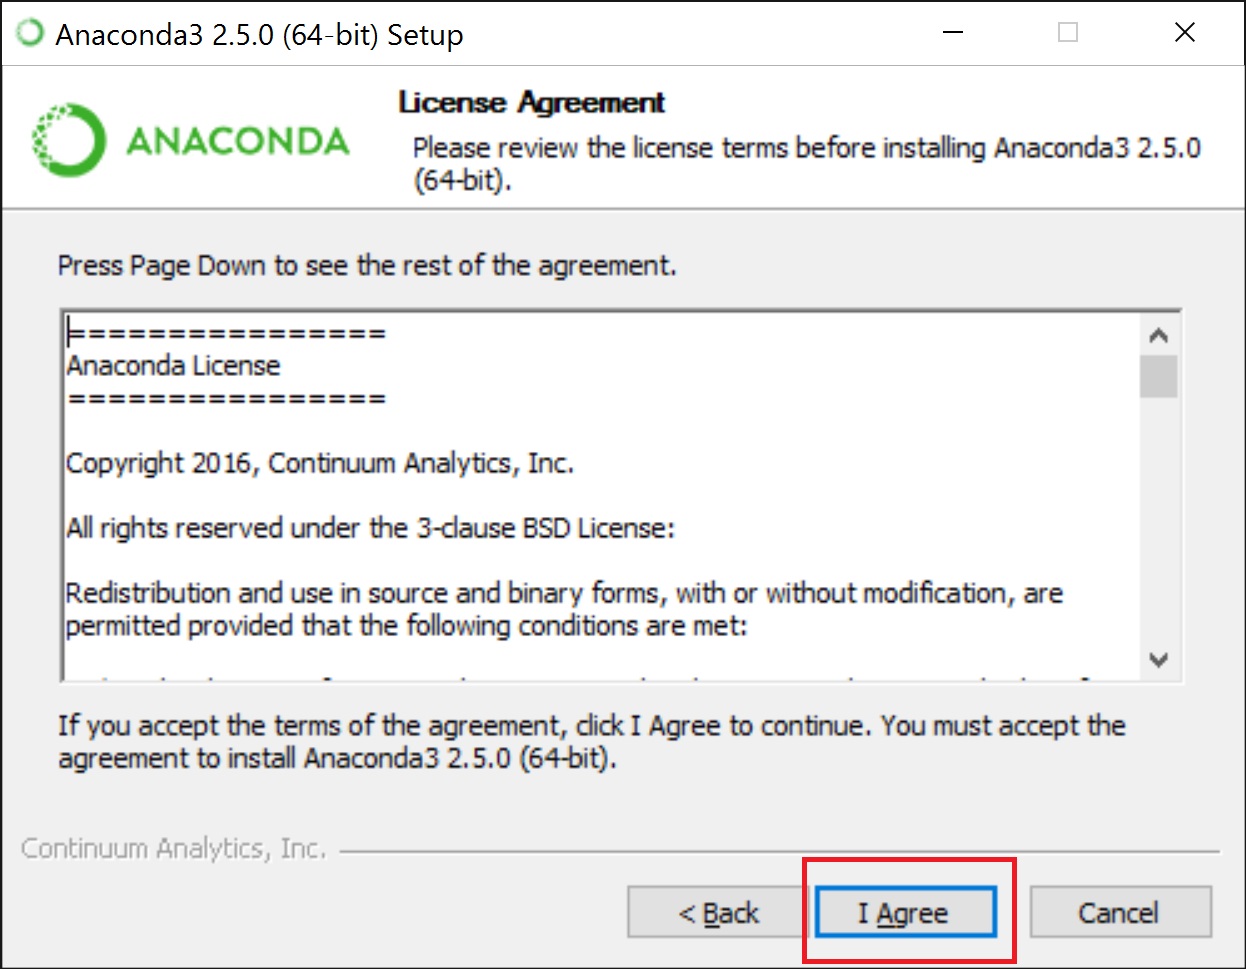 Anaconda3 2.5.0 (64-bit) Setup
ANACONDA
License Agreement
Please review the license terms before installing Anaconda3 2.5.0
(64-bit).
Press Page Down to see the rest of the agreement.
================
Anaconda License
================
Copyright 2016, Continuum Analytics, Inc.
All rights reserved under the 3-clause BSD License:
Redistribution and use in source and binary forms, with or without modification, are
permitted provided that the following conditions are met:
If you accept the terms of the agreement, click I Agree to continue. You must accept the
agreement to install Anaconda3 2.5.0 (64-bit).
Continuum Analytics, Inc.
< Back
I Agree
Cancel